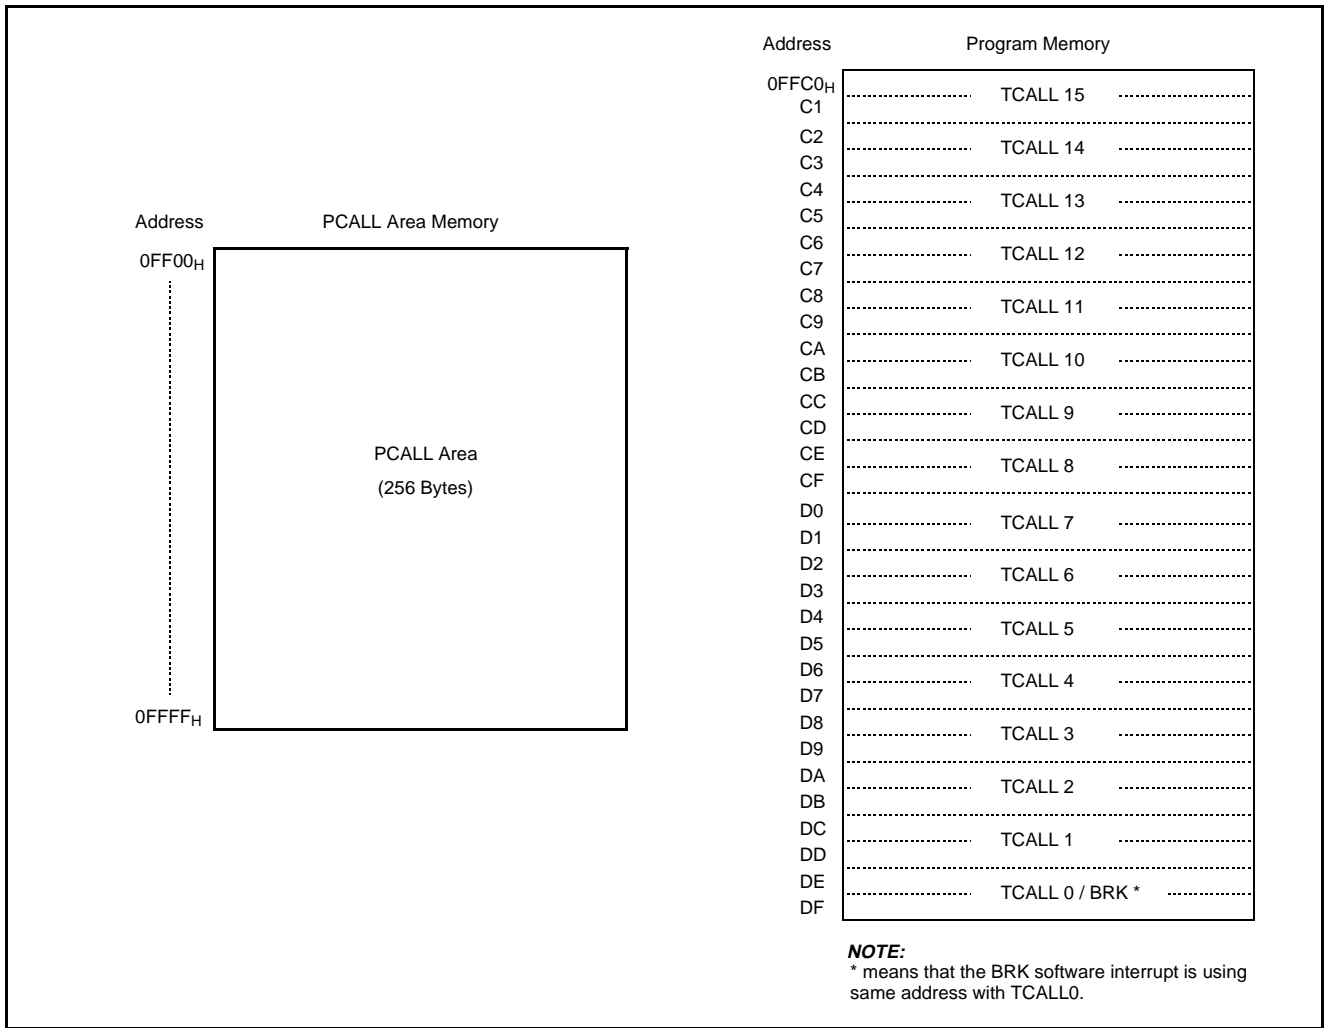 Address PCALL Area Memory
0FF00H
PCALL Area
(256 Bytes)
0FFFFH
Address Program Memory
0FFC0H
TCALL 15
C1
C2
TCALL 14
C3
C4
TCALL 13
C5
C6
TCALL 12
C7
C8
TCALL 11
C9
CA
TCALL 10
CB
CC
TCALL 9
CD
CE
TCALL 8
CF
D0
TCALL 7
D1
D2
TCALL 6
D3
D4
TCALL 5
D5
D6
TCALL 4
D7
D8
TCALL 3
D9
DA
TCALL 2
DB
DC
TCALL 1
DD
DE
TCALL 0 / BRK *
DF
NOTE:
* means that the BRK software interrupt is using
same address with TCALL0.